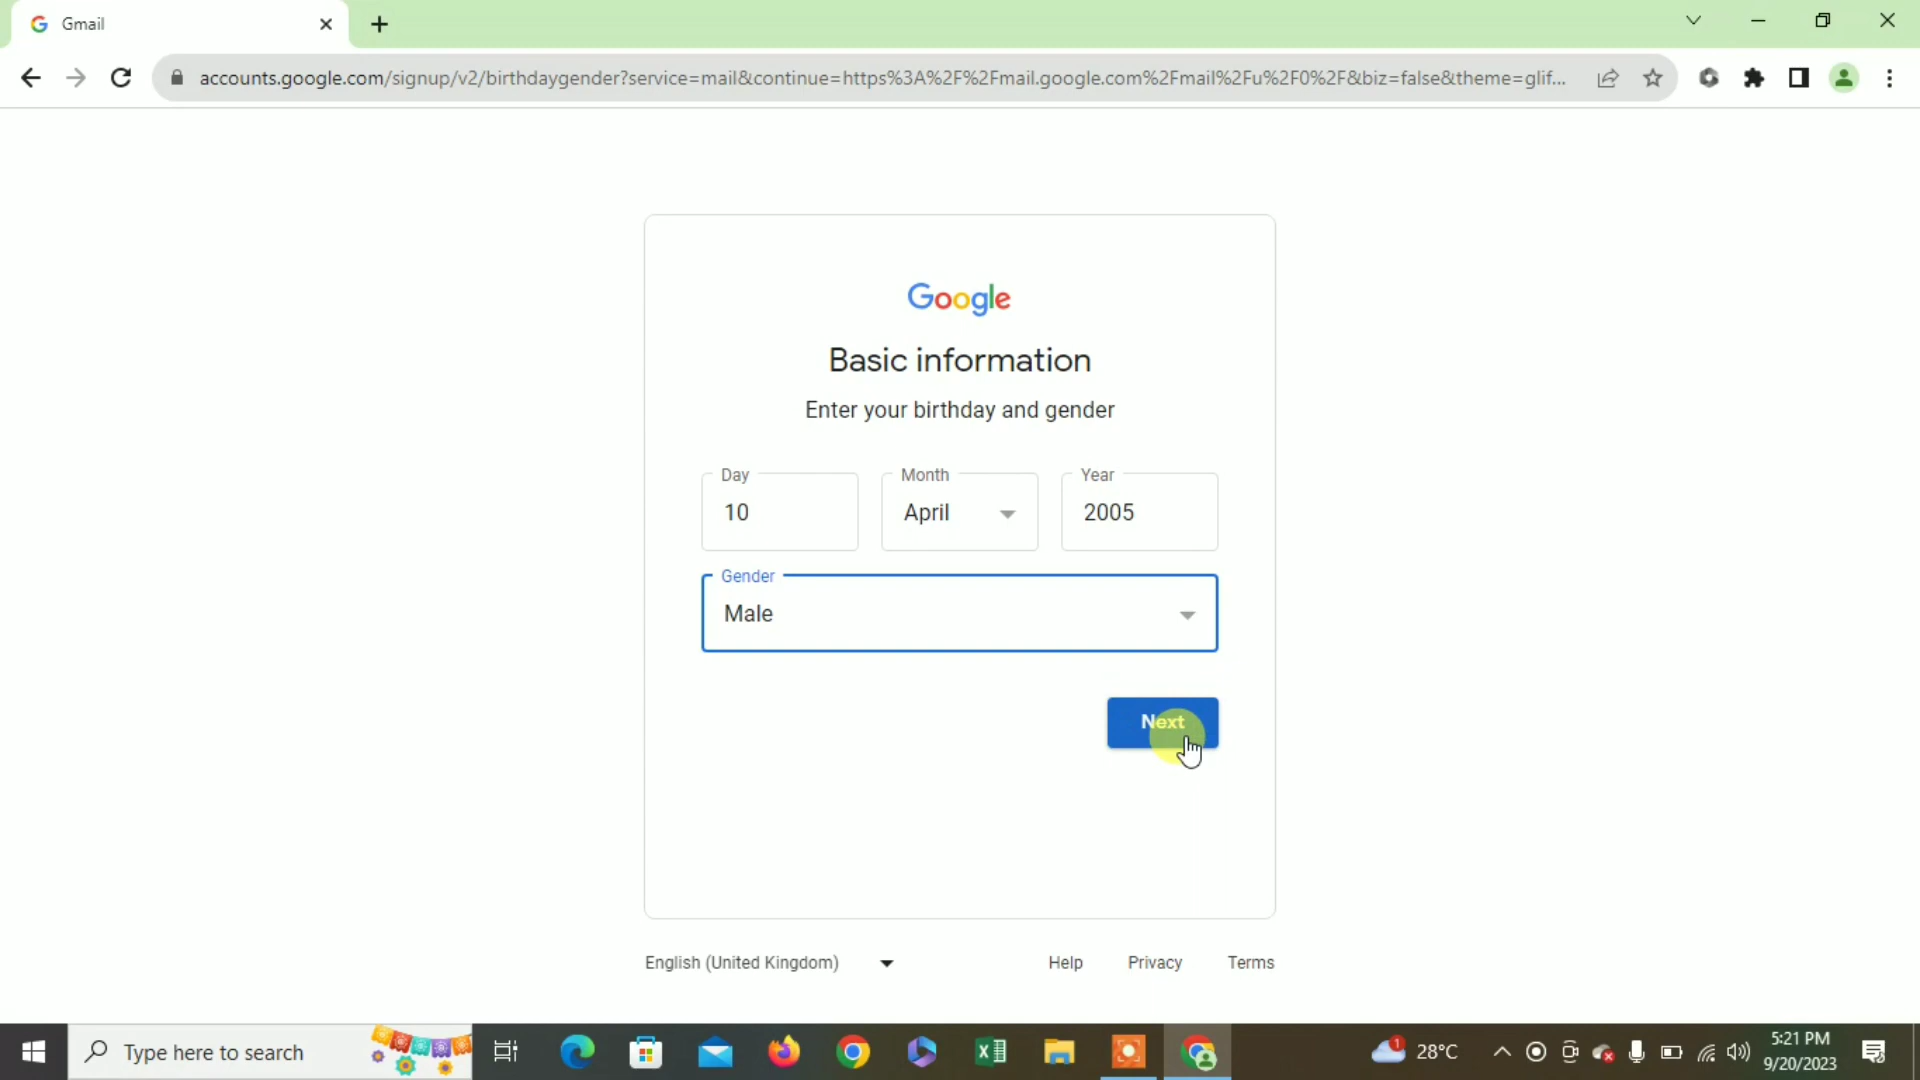 Gmail
accounts.google.com/signup/v2/birthdaygender?service=mail&continue=https%3A%2F%2Fmail.google.com%2Fmail%2Fu%2F0%2F&biz=false&theme=glif...
Google
Basic information
Enter your birthday and gender
Day
Month
Year
10
April
2005
Gender
Male
Next
English (United Kingdom)
Help
Privacy
Terms
Type here to search
1
28°C
5:21 PM
9/20/2023